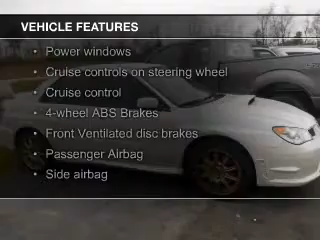 VEHICLE FEATURES
• Power windows
• Cruise controls on steering wheel
• Cruise control
• 4-wheel ABS Brakes
• Front Ventilated disc brakes
• Passenger Airbag
• Side airbag